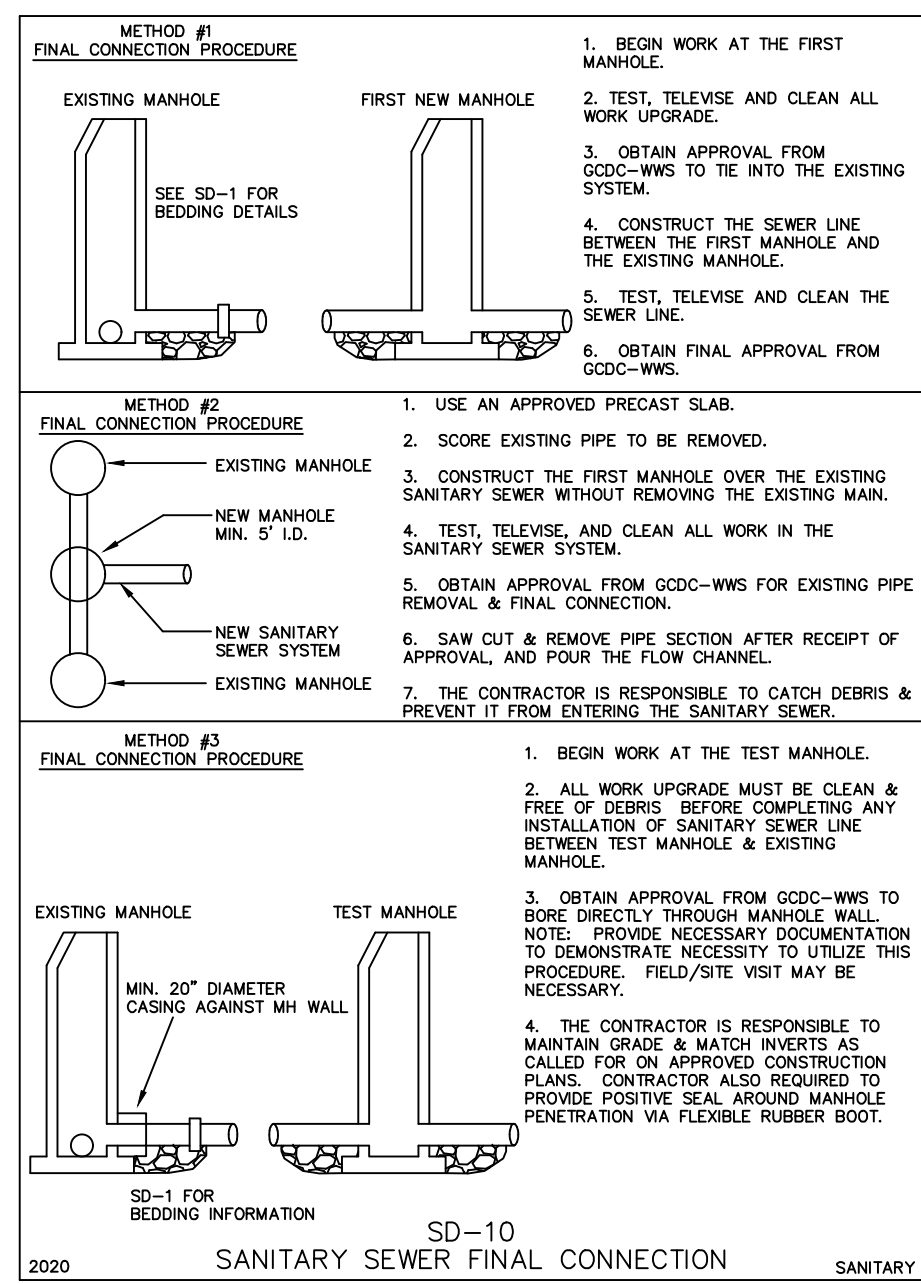 METHOD #1
FINAL CONNECTION PROCEDURE
EXISTING MANHOLE
FIRST NEW MANHOLE
SEE SD-1 FOR
BEDDING DETAILS
1. BEGIN WORK AT THE FIRST
MANHOLE.
2. TEST, TELEVISE AND CLEAN ALL
WORK UPGRADE.
3. OBTAIN APPROVAL FROM
GCDC-WWS TO TIE INTO THE EXISTING
SYSTEM.
4. CONSTRUCT THE SEWER LINE
BETWEEN THE FIRST MANHOLE AND
THE EXISTING MANHOLE.
5. TEST, TELEVISE AND CLEAN THE
SEWER LINE.
6. OBTAIN FINAL APPROVAL FROM
GCDC-WWS.
METHOD #2
FINAL CONNECTION PROCEDURE
EXISTING MANHOLE
NEW MANHOLE
MIN. 5' I.D.
NEW SANITARY
SEWER SYSTEM
EXISTING MANHOLE
1. USE AN APPROVED PRECAST SLAB.
2. SCORE EXISTING PIPE TO BE REMOVED.
3. CONSTRUCT THE FIRST MANHOLE OVER THE EXISTING
SANITARY SEWER WITHOUT REMOVING THE EXISTING MAIN.
4. TEST, TELEVISE, AND CLEAN ALL WORK IN THE
SANITARY SEWER SYSTEM.
5. OBTAIN APPROVAL FROM GCDC-WWS FOR EXISTING PIPE
REMOVAL & FINAL CONNECTION.
6. SAW CUT & REMOVE PIPE SECTION AFTER RECEIPT OF
APPROVAL, AND POUR THE FLOW CHANNEL.
7. THE CONTRACTOR IS RESPONSIBLE TO CATCH DEBRIS &
PREVENT IT FROM ENTERING THE SANITARY SEWER.
METHOD #3
FINAL CONNECTION PROCEDURE
EXISTING MANHOLE
TEST MANHOLE
MIN. 20" DIAMETER
CASING AGAINST MH WALL
SD-1 FOR
BEDDING INFORMATION
1. BEGIN WORK AT THE TEST MANHOLE.
2. ALL WORK UPGRADE MUST BE CLEAN &
FREE OF DEBRIS BEFORE COMPLETING ANY
INSTALLATION OF SANITARY SEWER LINE
BETWEEN TEST MANHOLE & EXISTING
MANHOLE.
3. OBTAIN APPROVAL FROM GCDC-WWS TO
BORE DIRECTLY THROUGH MANHOLE WALL.
NOTE: PROVIDE NECESSARY DOCUMENTATION
TO DEMONSTRATE NECESSITY TO UTILIZE THIS
PROCEDURE. FIELD/SITE VISIT MAY BE
NECESSARY.
4. THE CONTRACTOR IS RESPONSIBLE TO
MAINTAIN GRADE & MATCH INVERTS AS
CALLED FOR ON APPROVED CONSTRUCTION
PLANS. CONTRACTOR ALSO REQUIRED TO
PROVIDE POSITIVE SEAL AROUND MANHOLE
PENETRATION VIA FLEXIBLE RUBBER BOOT.
SD-10
2020
SANITARY SEWER FINAL CONNECTION
SANITARY